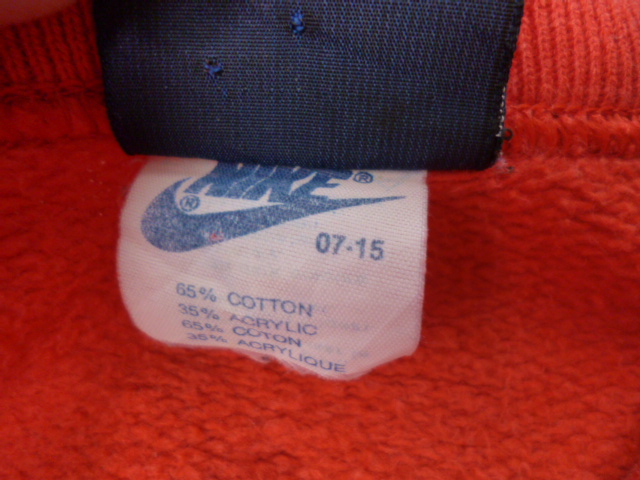 NIKE®
®
07-15
65% COTTON
35% ACRYLIC
65% COTON
35% ACRYLIQUE